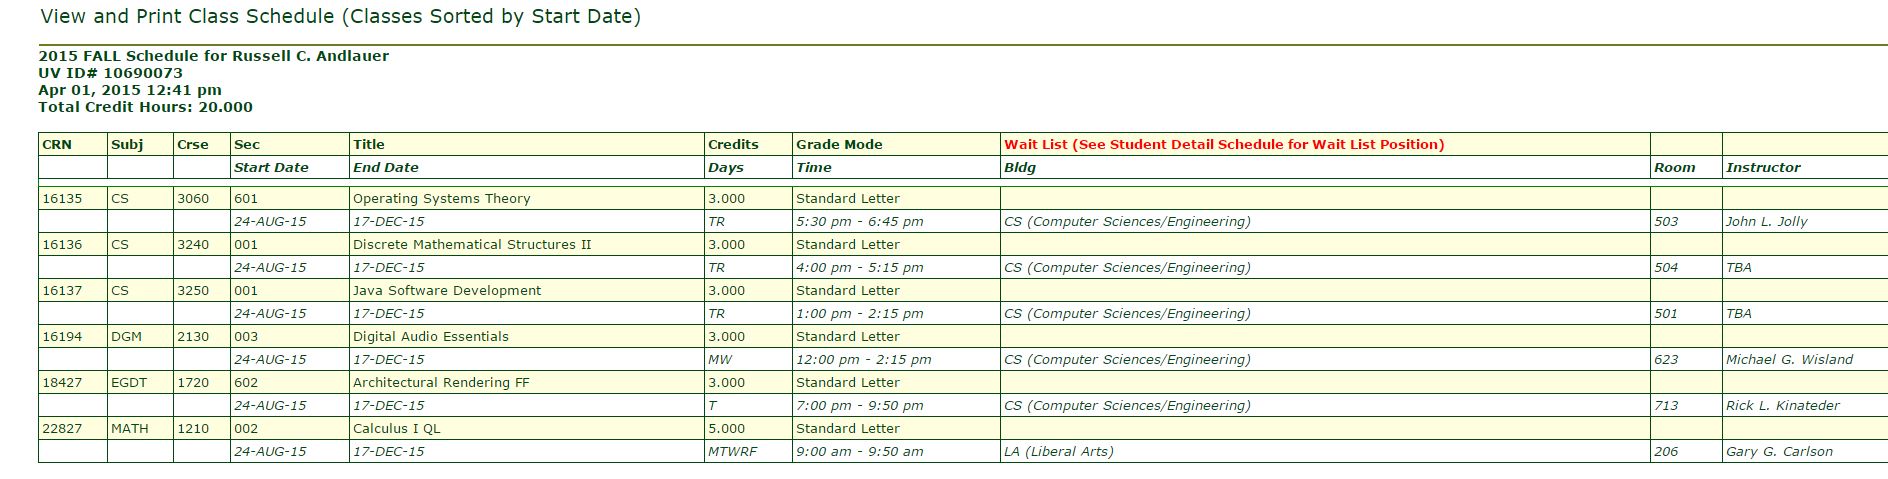 View and Print Class Schedule (Classes Sorted by Start Date)
2015 FALL Schedule for Russell C. Andlauer
UV ID# 10690073
Apr 01, 2015 12:41 pm
Total Credit Hours: 20.000
CRN Subj Crse Sec Title Credits Grade Mode Wait List (See Student Detail Schedule for Wait List Position)
Start Date End Date Days Time Bldg Room Instructor
16135 CS 3060 601 Operating Systems Theory 3.000 Standard Letter
24-AUG-15 17-DEC-15 TR 5:30 pm - 6:45 pm CS (Computer Sciences/Engineering) 503 John L. Jolly
16136 CS 3240 001 Discrete Mathematical Structures II 3.000 Standard Letter
24-AUG-15 17-DEC-15 TR 4:00 pm - 5:15 pm CS (Computer Sciences/Engineering) 504 TBA
16137 CS 3250 001 Java Software Development 3.000 Standard Letter
24-AUG-15 17-DEC-15 TR 1:00 pm - 2:15 pm CS (Computer Sciences/Engineering) 501 TBA
16194 DGM 2130 003 Digital Audio Essentials 3.000 Standard Letter
24-AUG-15 17-DEC-15 MW 12:00 pm - 2:15 pm CS (Computer Sciences/Engineering) 623 Michael G. Wisland
18427 EGDT 1720 602 Architectural Rendering FF 3.000 Standard Letter
24-AUG-15 17-DEC-15 T 7:00 pm - 9:50 pm CS (Computer Sciences/Engineering) 713 Rick L. Kinateder
22827 MATH 1210 002 Calculus I QL 5.000 Standard Letter
24-AUG-15 17-DEC-15 MTWRF 9:00 am - 9:50 am LA (Liberal Arts) 206 Gary G. Carlson